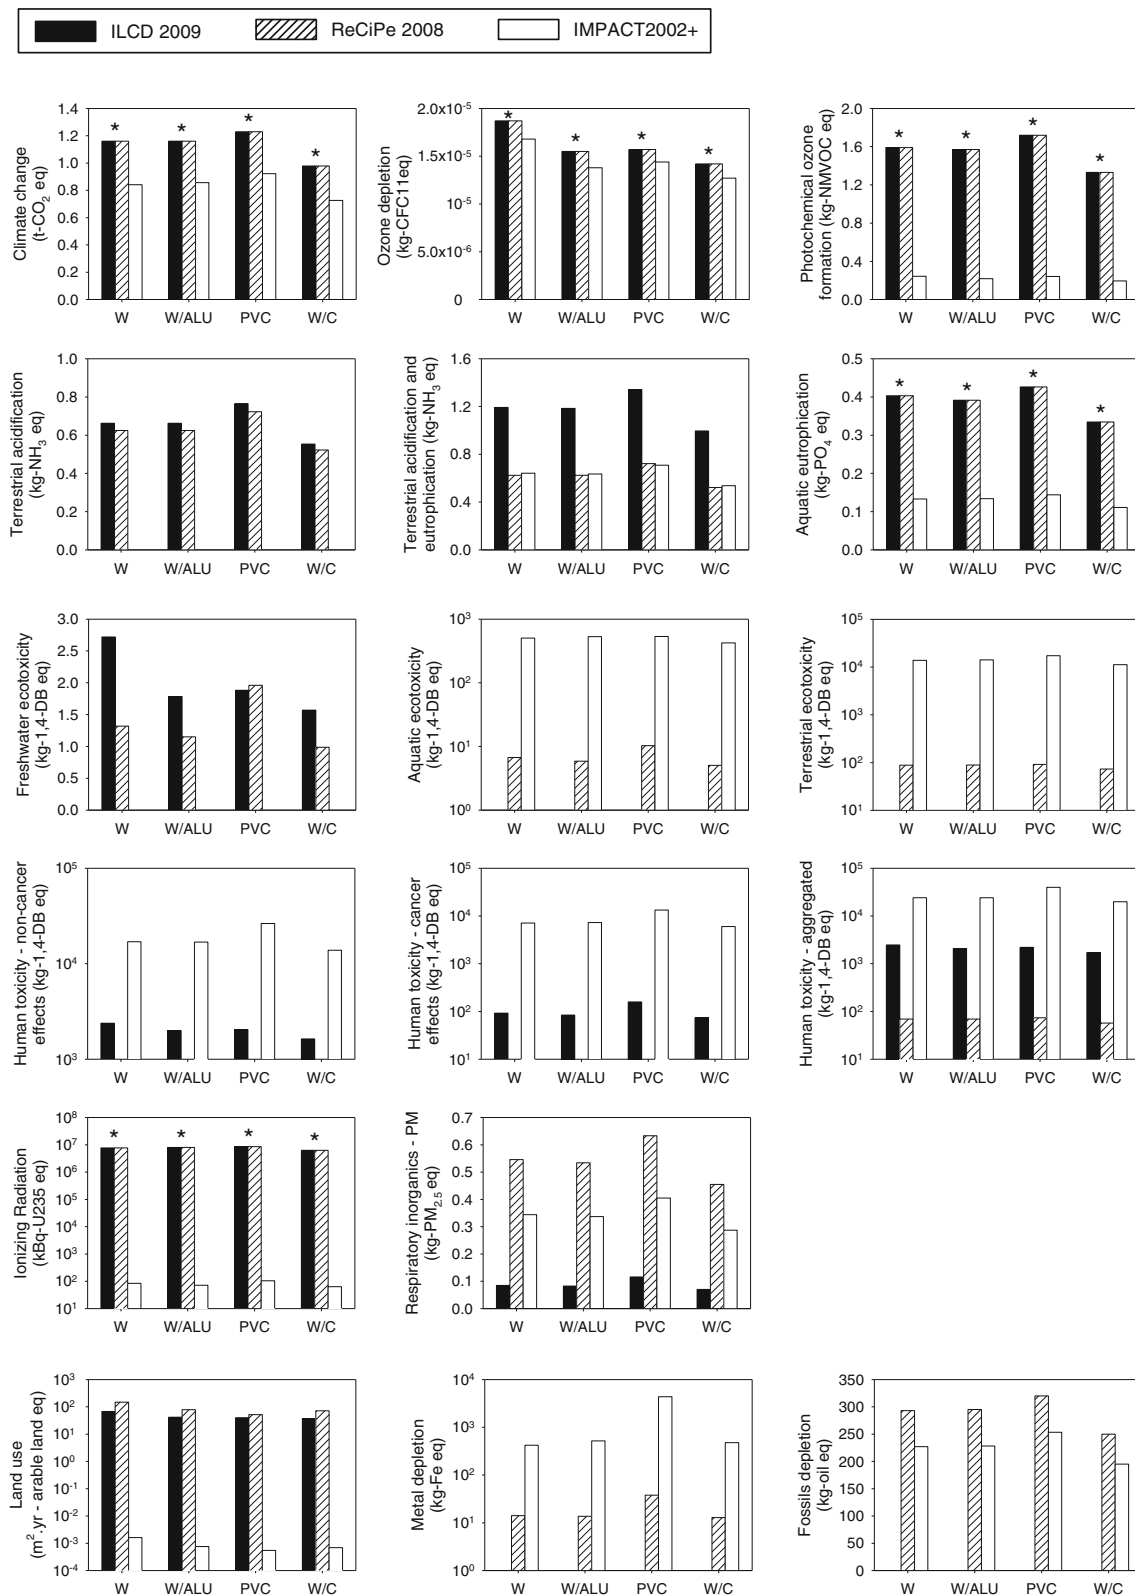 ILCD 2009 ReCiPe 2008 IMPACT2002+
Climate change
(t-CO2 eq)
1.4
1.2
1.0
0.8
0.6
0.4
0.2
0.0
* * * *
W W/ALU PVC W/C
Ozone depletion
(kg-CFC11eq)
2.0x10-5
1.5x10-5
10-5
5.0x10-6
0
* * * *
W W/ALU PVC W/C
Photochemical ozone
formation (kg-NMVOC eq)
2.0
1.6
1.2
0.8
0.4
0.0
* * * *
W W/ALU PVC W/C
Terrestrial acidification
(kg-NH3 eq)
1.0
0.8
0.6
0.4
0.2
0.0
W W/ALU PVC W/C
Terrestrial acidification and
eutrophication (kg-NH3 eq)
1.6
1.2
0.8
0.4
0.0
W W/ALU PVC W/C
Aquatic eutrophication
(kg-PO4 eq)
0.5
0.4
0.3
0.2
0.1
0.0
* * * *
W W/ALU PVC W/C
Freshwater ecotoxicity
(kg-1,4-DB eq)
3.0
2.5
2.0
1.5
1.0
0.5
0.0
W W/ALU PVC W/C
Aquatic ecotoxicity
(kg-1,4-DB eq)
103
102
101
100
W W/ALU PVC W/C
Terrestrial ecotoxicity
(kg-1,4-DB eq)
105
104
103
102
101
W W/ALU PVC W/C
Human toxicity - non-cancer
effects (kg-1,4-DB eq)
105
104
103
W W/ALU PVC W/C
Human toxicity - cancer
effects (kg-1,4-DB eq)
105
104
103
102
101
W W/ALU PVC W/C
Human toxicity - aggregated
(kg-1,4-DB eq)
105
104
103
102
101
W W/ALU PVC W/C
Ionizing Radiation
(kBq-U235 eq)
108
107
106
105
104
103
102
101
* * * *
W W/ALU PVC W/C
Respiratory inorganics - PM
(kg-PM2.5 eq)
0.7
0.6
0.5
0.4
0.3
0.2
0.1
0.0
W W/ALU PVC W/C
Land use
(m2.yr - arable land eq)
103
102
101
100
10-1
10-2
10-3
10-4
W W/ALU PVC W/C
Metal depletion
(kg-Fe eq)
104
103
102
101
100
W W/ALU PVC W/C
Fossils depletion
(kg-oil eq)
350
300
250
200
150
100
50
0
W W/ALU PVC W/C